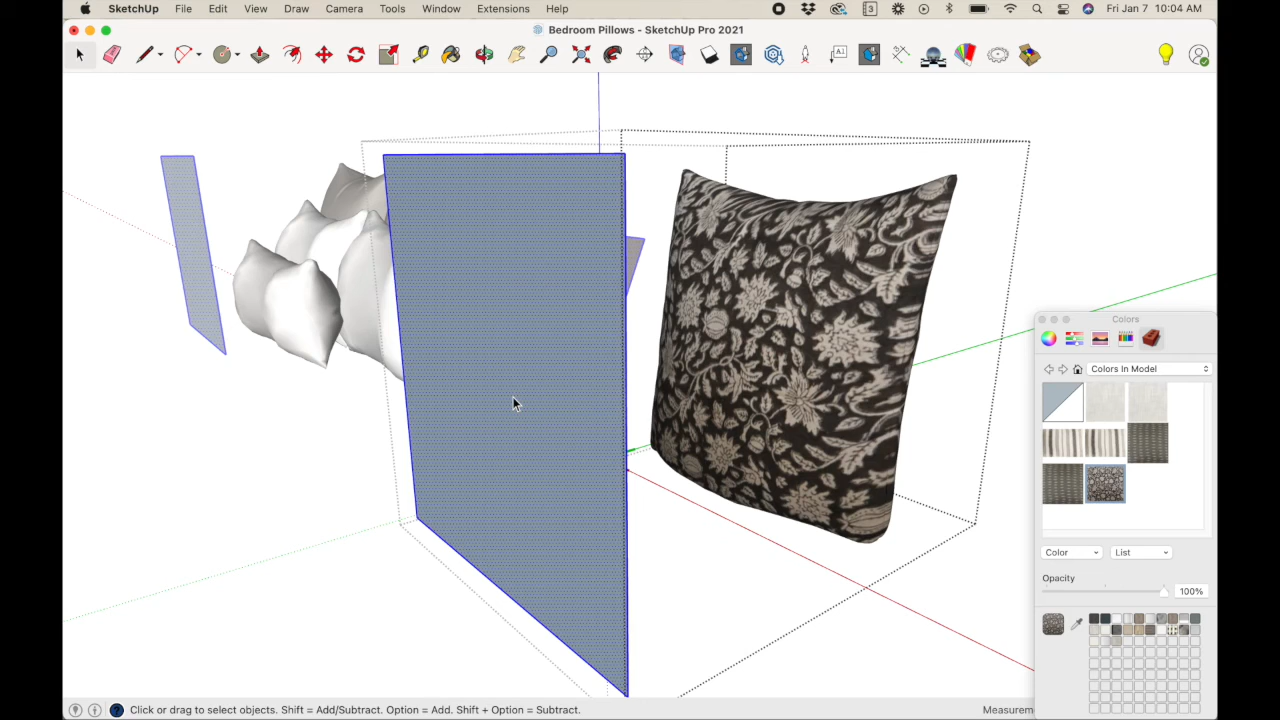 SketchUp File Edit View Draw Camera Tools Window Extensions Help 3 Fri Jan 7 10:04 AM
Bedroom Pillows - SketchUp Pro 2021
A1
Colors
Colors In Model
Color List
Opacity
100%
Click or drag to select objects. Shift = Add/Subtract. Option = Add. Shift + Option = Subtract. Measurem